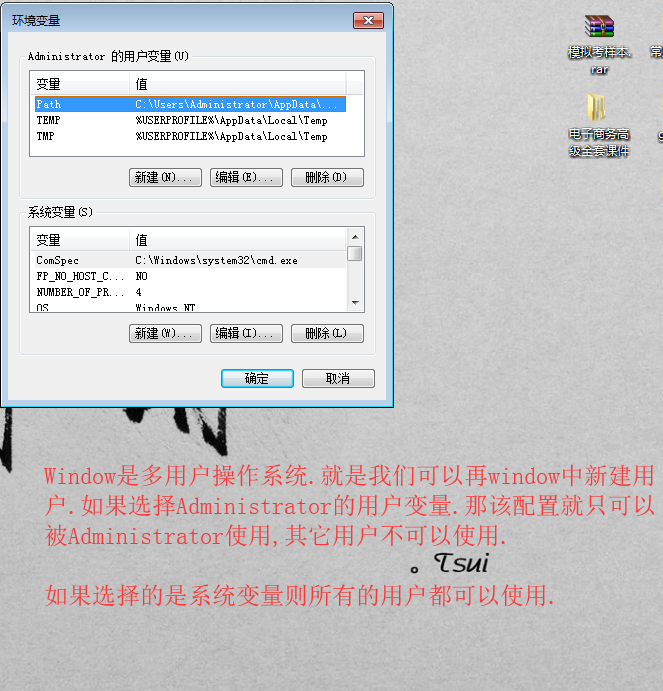 环境变量
模拟考样本.
rar
电子商务高
级全套课件
Administrator 的用户变量(U)
变量 值
Path C:\Users\Administrator\AppData\...
TEMP %USERPROFILE%\AppData\Local\Temp
TMP %USERPROFILE%\AppData\Local\Temp
新建(N)... 编辑(E)... 删除(D)
系统变量(S)
变量 值
ComSpec C:\Windows\system32\cmd.exe
FP_NO_HOST_C... NO
NUMBER_OF_PR... 4
OS Windows_NT
新建(W)... 编辑(I)... 删除(L)
确定 取消
Window是多用户操作系统.就是我们可以再window中新建用
户.如果选择Administrator的用户变量.那该配置就只可以
被Administrator使用,其它用户不可以使用.
。Tsui
如果选择的是系统变量则所有的用户都可以使用.